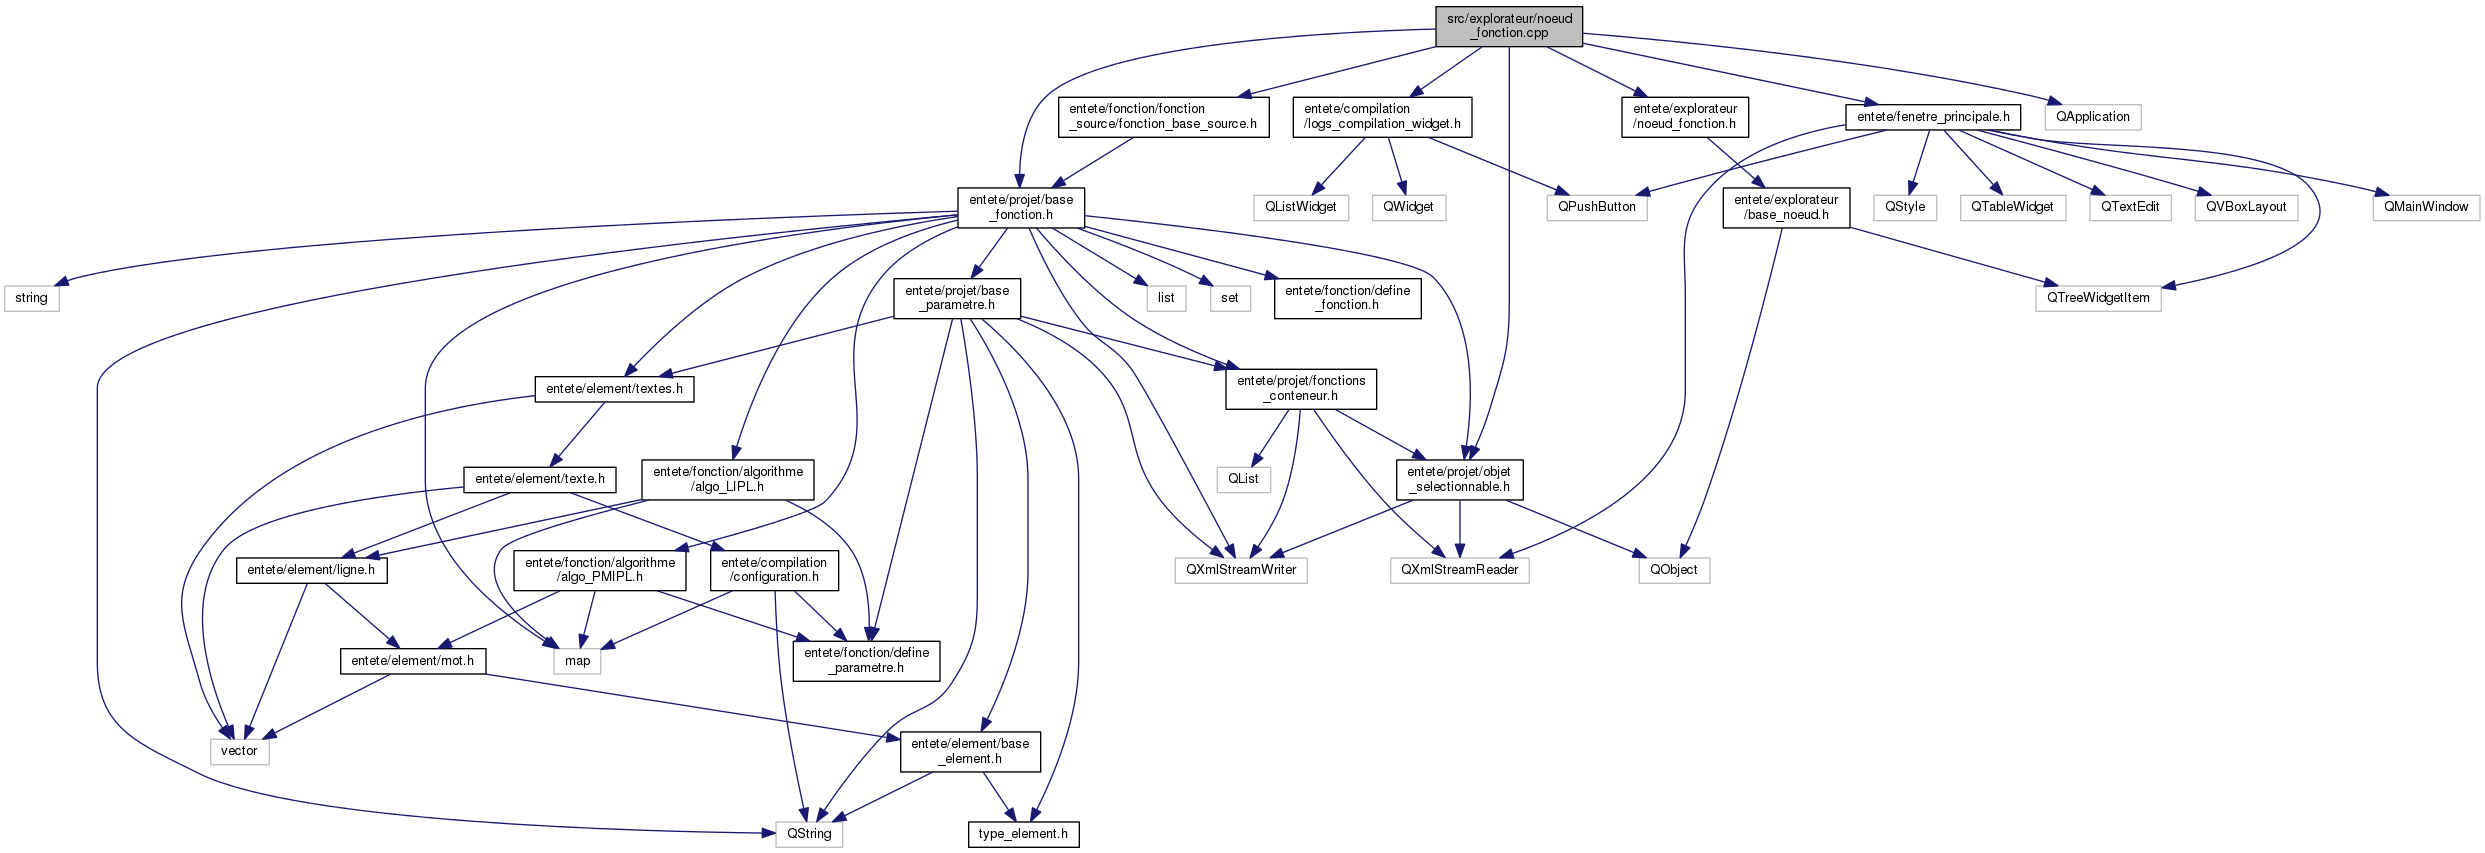 src/explorateur/noeud
_fonction.cpp
entete/fonction/fonction
_source/fonction_base_source.h
entete/compilation
/logs_compilation_widget.h
entete/explorateur
/noeud_fonction.h
entete/fenetre_principale.h
QApplication
entete/projet/base
_fonction.h
QListWidget
QWidget
QPushButton
entete/explorateur
/base_noeud.h
QStyle
QTableWidget
QTextEdit
QVBoxLayout
QMainWindow
string
entete/projet/base
_parametre.h
list
set
entete/fonction/define
_fonction.h
QTreeWidgetItem
entete/element/textes.h
entete/projet/fonctions
_conteneur.h
entete/element/texte.h
entete/fonction/algorithme
/algo_LIPL.h
QList
entete/projet/objet
_selectionnable.h
entete/element/ligne.h
entete/fonction/algorithme
/algo_PMIPL.h
entete/compilation
/configuration.h
QXmlStreamWriter
QXmlStreamReader
QObject
entete/element/mot.h
map
entete/fonction/define
_parametre.h
vector
entete/element/base
_element.h
QString
type_element.h